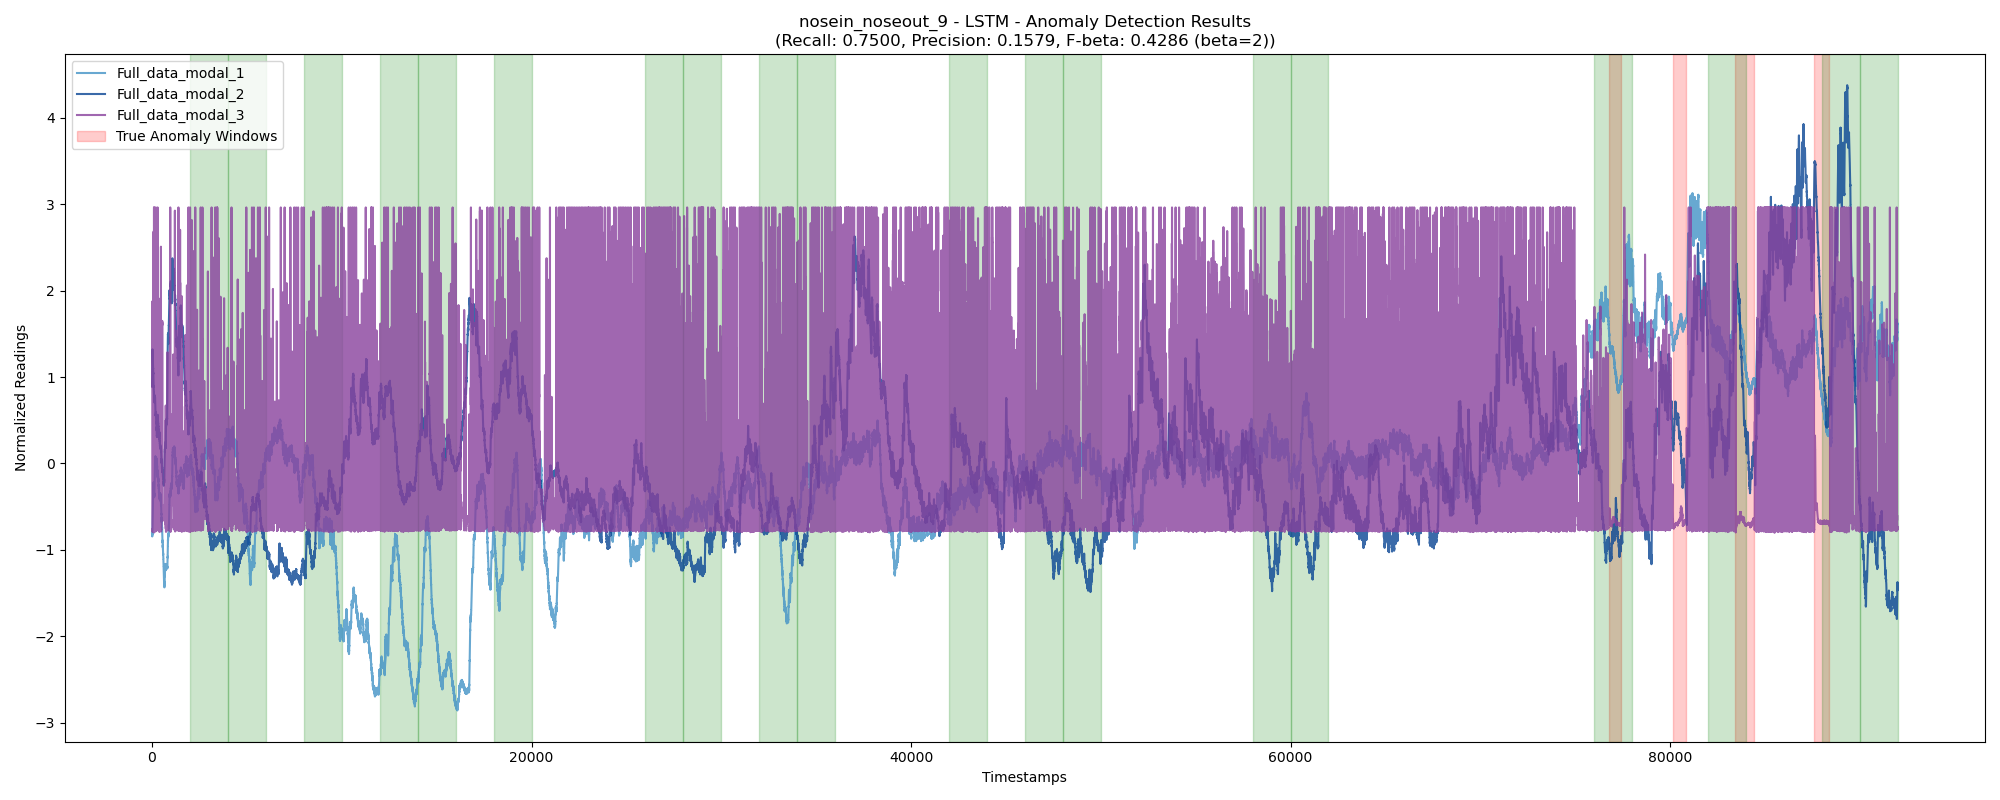 nosein_noseout_9 - LSTM - Anomaly Detection Results
(Recall: 0.7500, Precision: 0.1579, F-beta: 0.4286 (beta=2))
Full_data_modal_1
Full_data_modal_2
Full_data_modal_3
True Anomaly Windows
Normalized Readings
4
3
2
1
0
−1
−2
−3
0
20000
40000
60000
80000
Timestamps